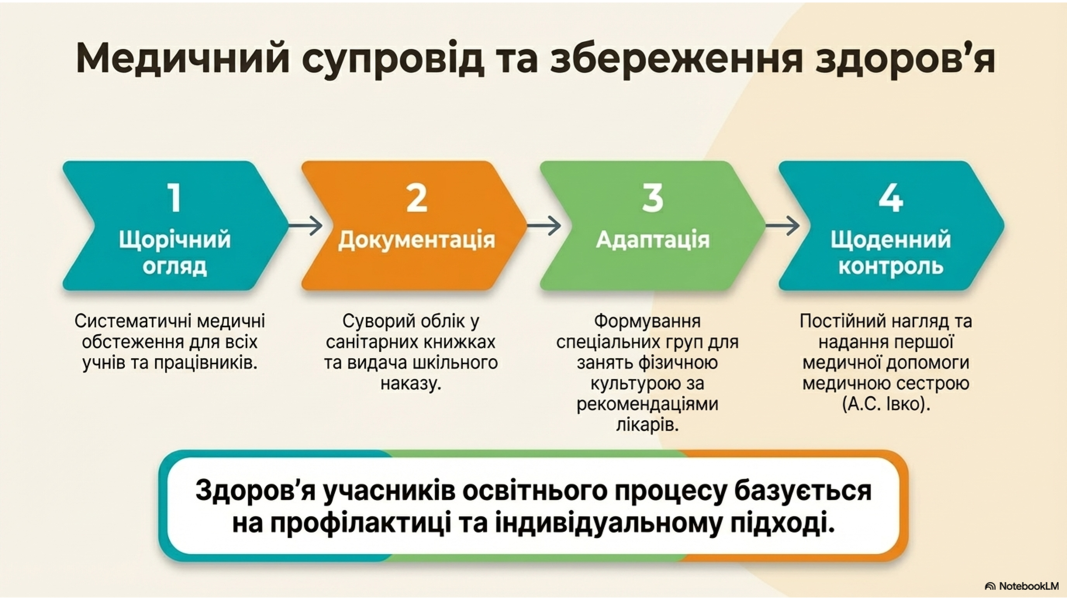 Медичний супровід та збереження здоров’я
1
Щорічний
огляд
Систематичні медичні
обстеження для всіх
учнів та працівників.
2
Документація
Суворий облік у
санітарних книжках
та видача шкільного
наказу.
3
Адаптація
Формування
спеціальних груп для
занять фізичною
культурою за
рекомендаціями
лікарів.
4
Щоденний
контроль
Постійний нагляд та
надання першої
медичної допомоги
медичною сестрою
(А.С. Івко).
Здоров’я учасників освітнього процесу базується
на профілактиці та індивідуальному підході.
NotebookLM